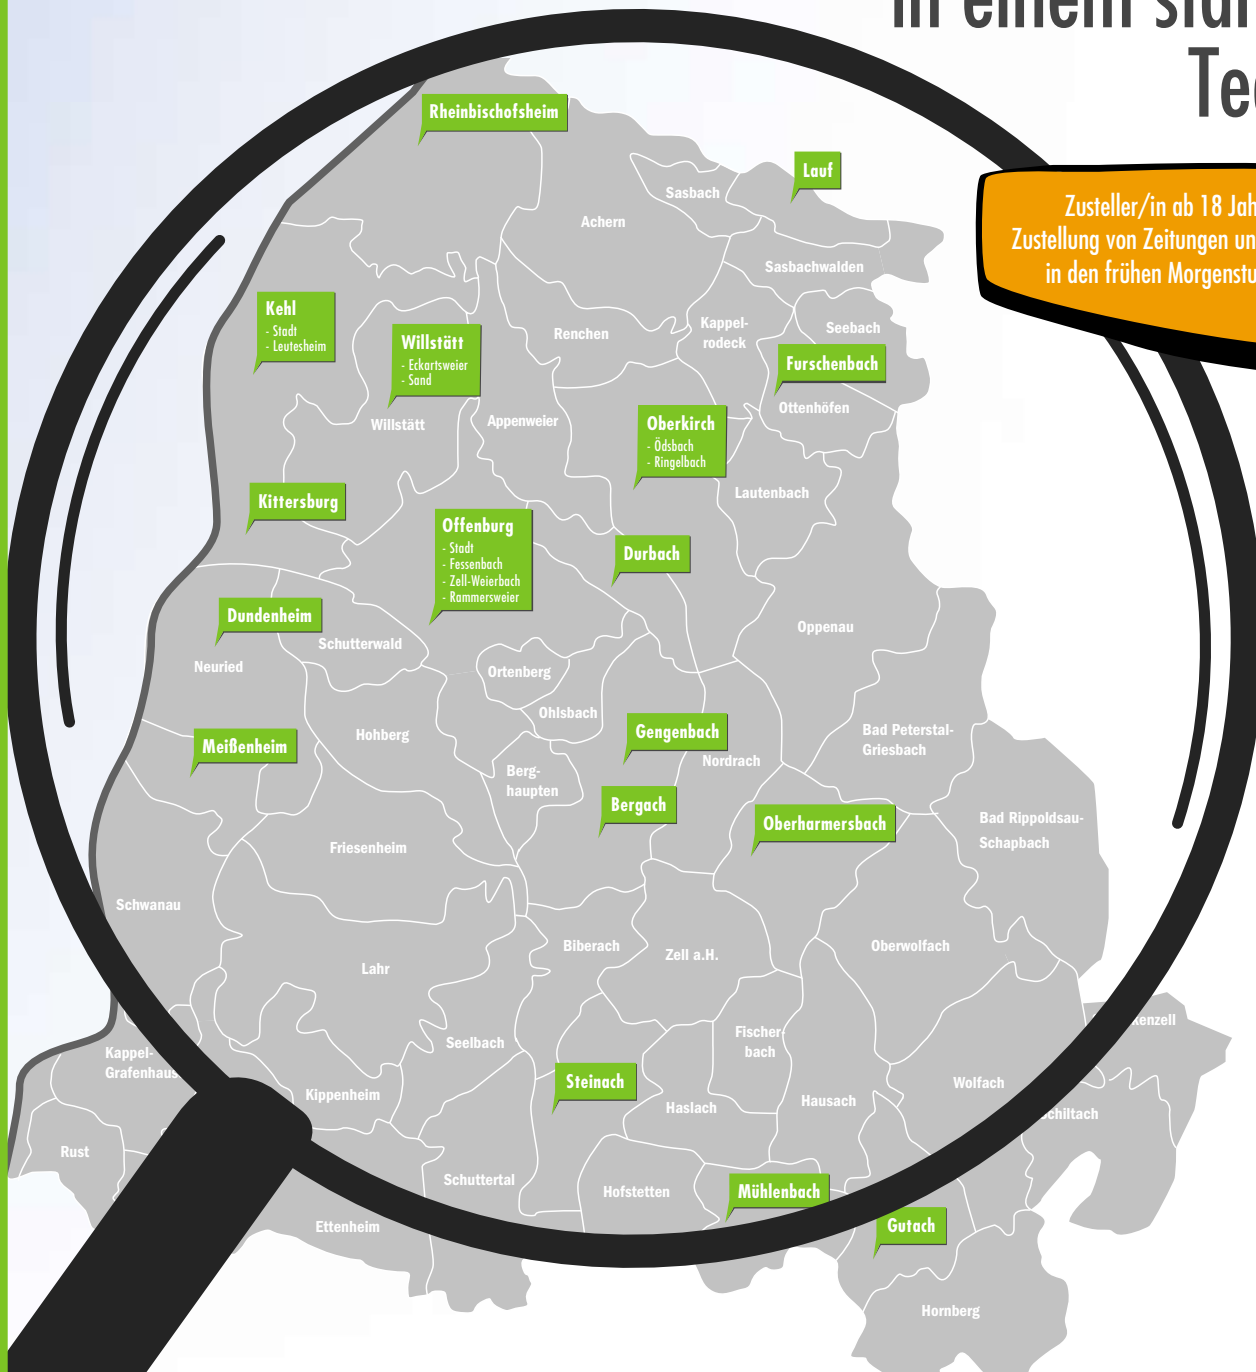 in einem
Rheinbischofsheim
Lauf
Sasbach
Achern
Zusteller/in ab 18
Zustellung von Zeitungen
in den frühen
Sasbachwalden
Kehl
- Stadt
- Leutesheim
Willstätt
- Eckartsweier
- Sand
Renchen
Kappel-
rodeck
Seebach
Furschenbach
Ottenhöfen
Willstätt
Appenweier
Oberkirch
- Ödsbach
- Ringelbach
Lautenbach
Kittersburg
Offenburg
- Stadt
- Fessenbach
- Zell-Weierbach
- Rammersweier
Durbach
Dundenheim
Schutterwald
Neuried
Oppenau
Ortenberg
Ohlsbach
Hohberg
Meißenheim
Gengenbach
Nordrach
Bad Peterstal-
Griesbach
Berg-
haupten
Bergach
Oberharmersbach
Bad Rippoldsau-
Schapbach
Friesenheim
Schwanau
Lahr
Biberach
Zell a.H.
Oberwolfach
Seelbach
Fischer-
bach
Kappel-
Grafenhaus
kenzell
Steinach
Kippenheim
Haslach
Hausach
Wolfach
chiltach
Rust
Schuttertal
Hofstetten
Mühlenbach
Ettenheim
Gutach
Hornberg